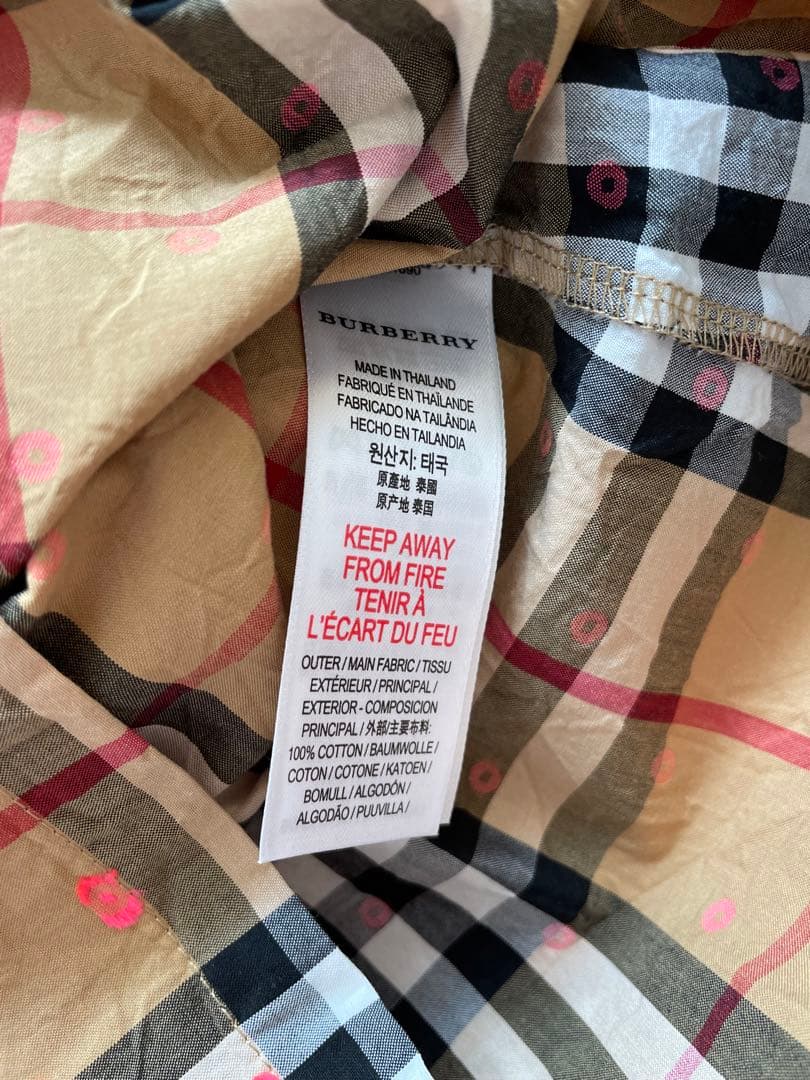 BURBERRY
MADE IN THAILAND
FABRIQUÉ EN THAÏLANDE
FABRICADO NA TAILÂNDIA
HECHO EN TAILANDIA
원산지: 태국
原產地 泰國
原产地 泰国
KEEP AWAY
FROM FIRE
TENIR À
L'ÉCART DU FEU
OUTER / MAIN FABRIC / TISSU
EXTÉRIEUR / PRINCIPAL /
EXTERIOR - COMPOSICION
PRINCIPAL / 外部/主要布料:
100% COTTON / BAUMWOLLE /
COTON / COTONE / KATOEN /
BOMULL / ALGODÓN /
ALGODÃO / PUUVILLA /